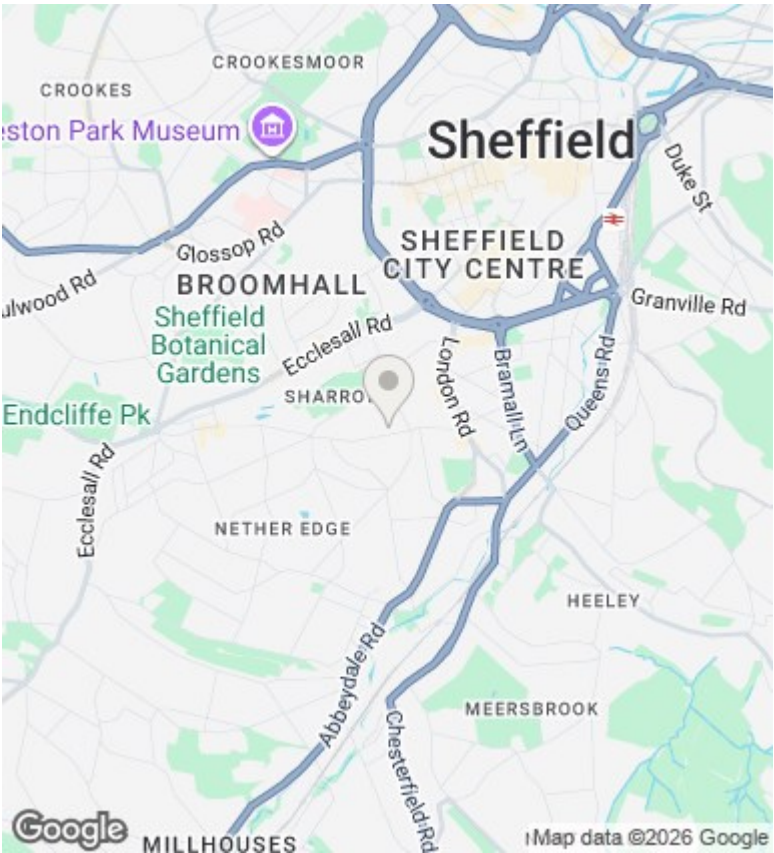 CROOKESMOOR
CROOKES
eston Park Museum
Sheffield
Duke St
Glossop Rd
SHEFFIELD
CITY CENTRE
ulwood Rd
BROOMHALL
Granville Rd
Sheffield
Botanical
Gardens
Ecclesall Rd
London Rd
Bramall Ln
Queens Rd
SHARRO
Endcliffe Pk
Ecclesall Rd
NETHER EDGE
HEELEY
Abbeydale Rd
MEERSBROOK
Chesterfield Rd
Google
MILLHOUSES
Map data ©2026 Google